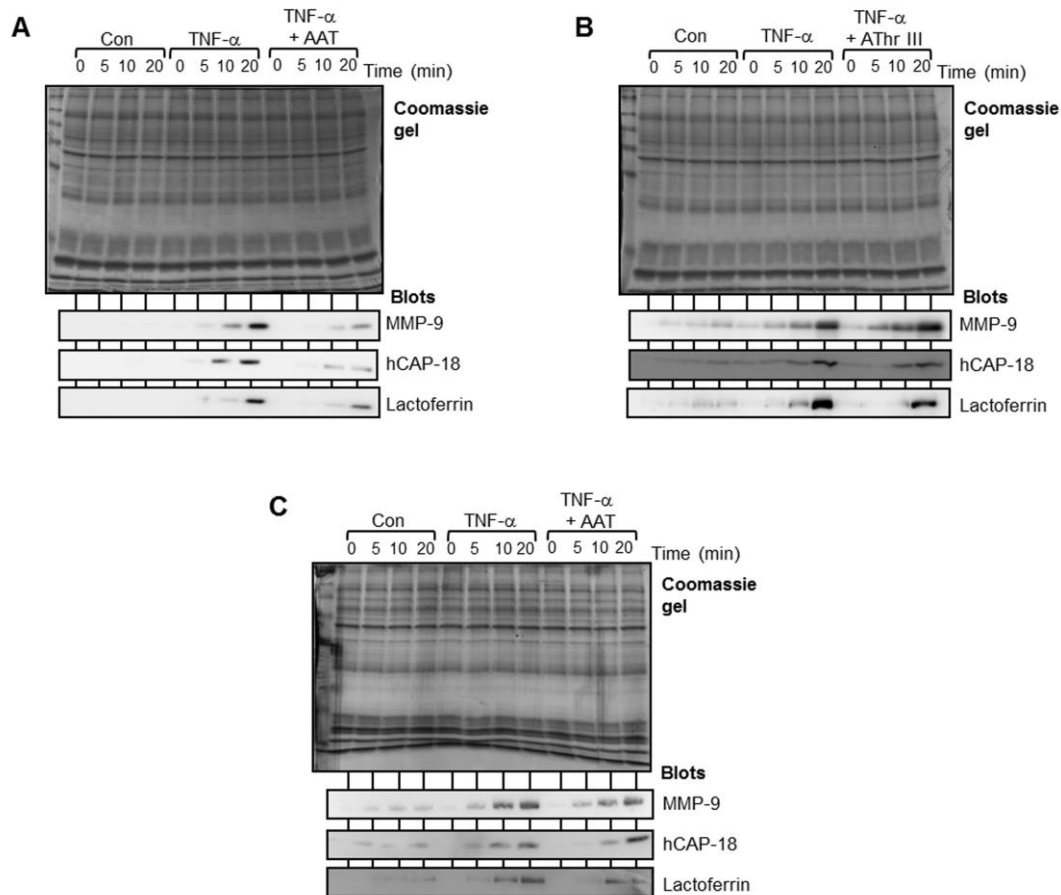 A
Con TNF-α TNF-α + AAT
0 5 10 20 0 5 10 20 0 5 10 20 Time (min)
Coomassie gel
Blots
MMP-9
hCAP-18
Lactoferrin
B
Con TNF-α TNF-α + AThr III
0 5 10 20 0 5 10 20 0 5 10 20 Time (min)
Coomassie gel
Blots
MMP-9
hCAP-18
Lactoferrin
C
Con TNF-α TNF-α + AAT
0 5 10 20 0 5 10 20 0 5 10 20 Time (min)
Coomassie gel
Blots
MMP-9
hCAP-18
Lactoferrin